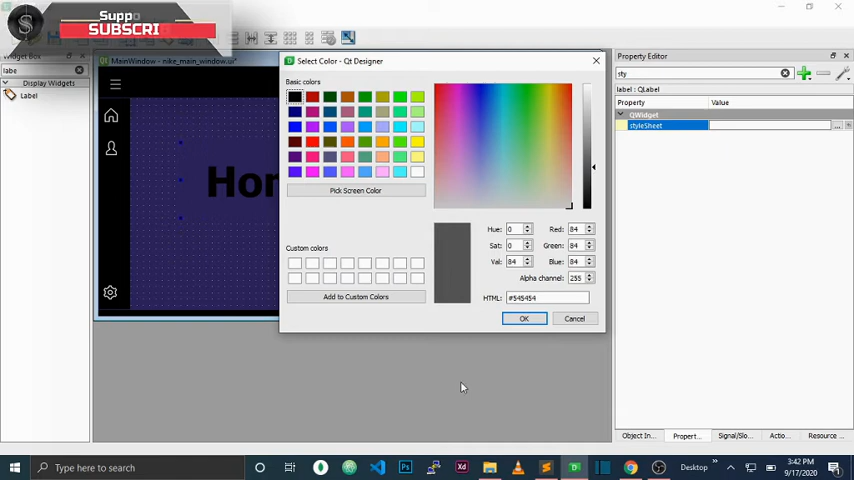 Suppo
SUBSCRI
Widget Box
labe
Display Widgets
Label
MainWindow - nike_main_window.ui*
Hon
Select Color - Qt Designer
Basic colors
Pick Screen Color
Custom colors
Add to Custom Colors
Hue: 0
Red: 84
Sat: 0
Green: 84
Val: 84
Blue: 84
Alpha channel: 255
HTML: #545454
OK
Cancel
Property Editor
sty
label : QLabel
Property
Value
QWidget
styleSheet
...
Object In...
Propert...
Signal/Slo...
Actio...
Resource ...
Type here to search
Ps
Xd
Desktop
3:42 PM
9/17/2020